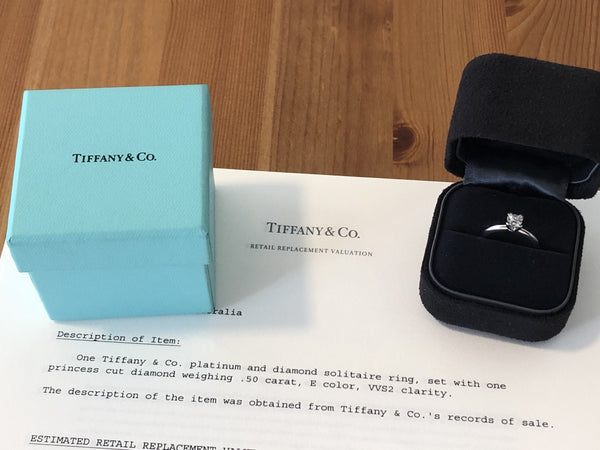 TIFFANY & CO.
TIFFANY & CO.
RETAIL REPLACEMENT VALUATION
Description of Item:
One Tiffany & Co. platinum and diamond solitaire ring, set with one
princess cut diamond weighing .50 carat, E color, VVS2 clarity.
The description of the item was obtained from Tiffany & Co.'s records of sale.
ESTIMATED RETAIL REPLACEMENT